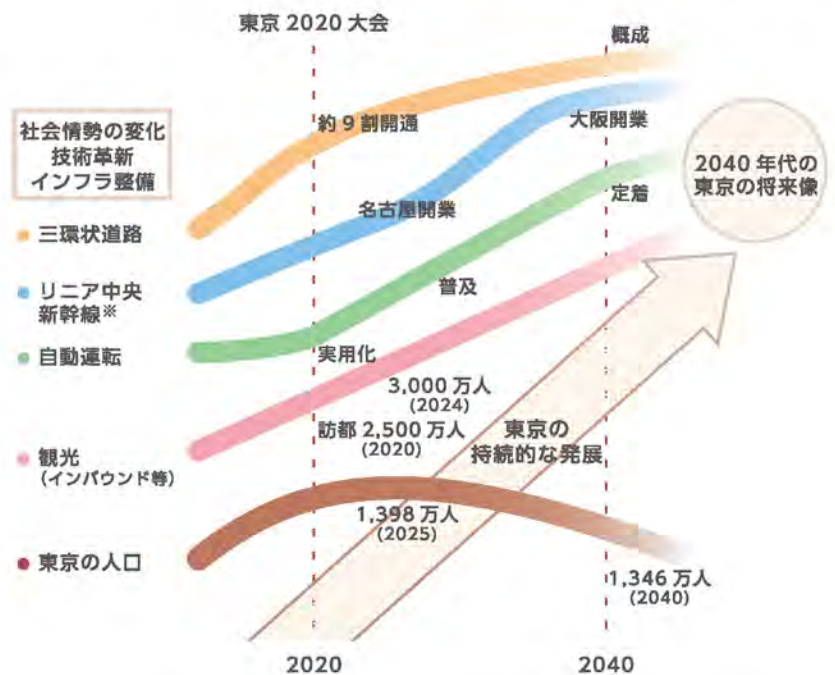 東京 2020 大会
概成
社会情勢の変化
技術革新
インフラ整備
約 9 割開通
大阪開業
2040 年代の
東京の将来像
定着
三環状道路
名古屋開業
リニア中央
新幹線※
普及
自動運転
実用化
3,000 万人
(2024)
訪都 2,500 万人
(2020)
東京の
持続的な発展
観光
(インバウンド等)
1,398 万人
(2025)
東京の人口
1,346 万人
(2040)
2020
2040